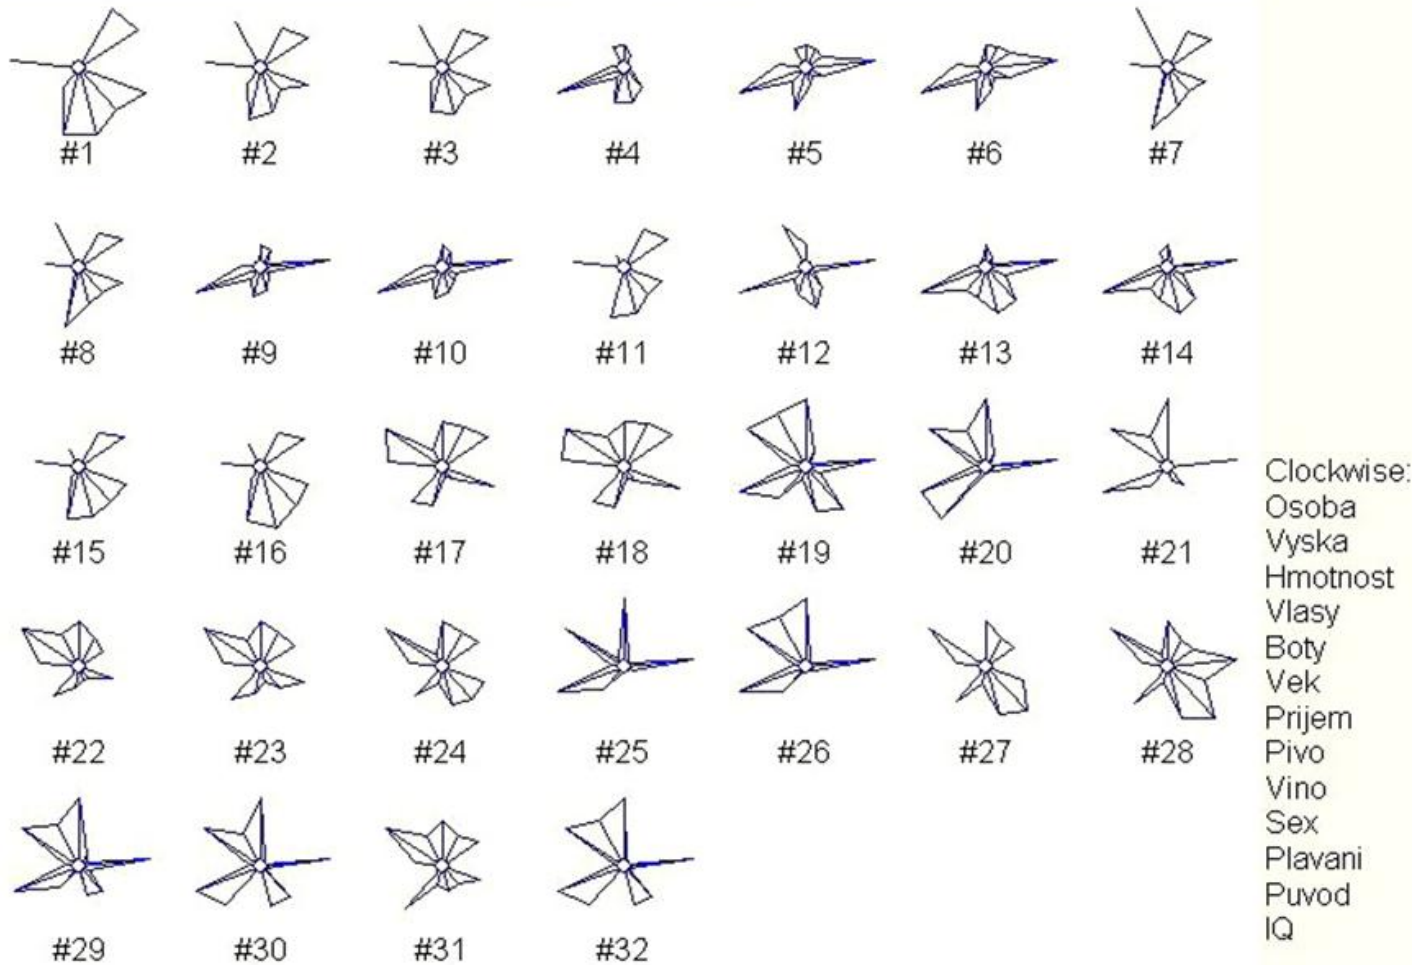 #1 #2 #3 #4 #5 #6 #7
#8 #9 #10 #11 #12 #13 #14
#15 #16 #17 #18 #19 #20 #21
#22 #23 #24 #25 #26 #27 #28
#29 #30 #31 #32
Clockwise:
Osoba
Vyska
Hmotnost
Vlasy
Boty
Vek
Prijem
Pivo
Vino
Sex
Plavani
Puvod
IQ